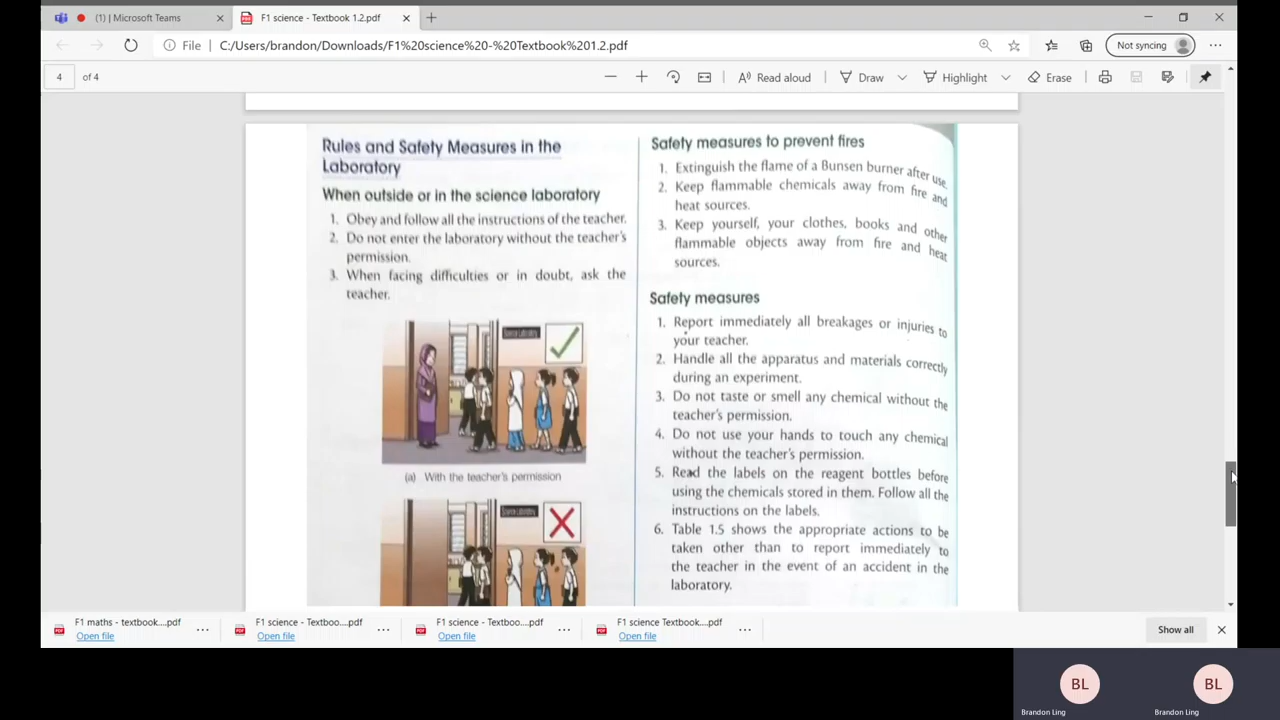 (1) | Microsoft Teams
F1 science - Textbook 1.2.pdf
File
C:/Users/brandon/Downloads/F1%20science%20-%20Textbook%201.2.pdf
Not syncing
4
of 4
Read aloud
Draw
Highlight
Erase
Rules and Safety Measures in the
Laboratory
When outside or in the science laboratory
1. Obey and follow all the instructions of the teacher.
2. Do not enter the laboratory without the teacher's
permission.
3. When facing difficulties or in doubt, ask the
teacher.
Science Laboratory
(a) With the teacher's permission
Science Laboratory
Safety measures to prevent fires
1. Extinguish the flame of a Bunsen burner after use.
2. Keep flammable chemicals away from fire and
heat sources.
3. Keep yourself, your clothes, books and other
flammable objects away from fire and heat
sources.
Safety measures
1. Report immediately all breakages or injuries to
your teacher.
2. Handle all the apparatus and materials correctly
during an experiment.
3. Do not taste or smell any chemical without the
teacher's permission.
4. Do not use your hands to touch any chemical
without the teacher's permission.
5. Read the labels on the reagent bottles before
using the chemicals stored in them. Follow all the
instructions on the labels.
6. Table 1.5 shows the appropriate actions to be
taken other than to report immediately to
the teacher in the event of an accident in the
laboratory.
F1 maths - textbook....pdf
Open file
F1 science - Textboo....pdf
Open file
F1 science - Textboo....pdf
Open file
F1 science Textbook....pdf
Open file
Show all
BL
Brandon Ling
BL
Brandon Ling